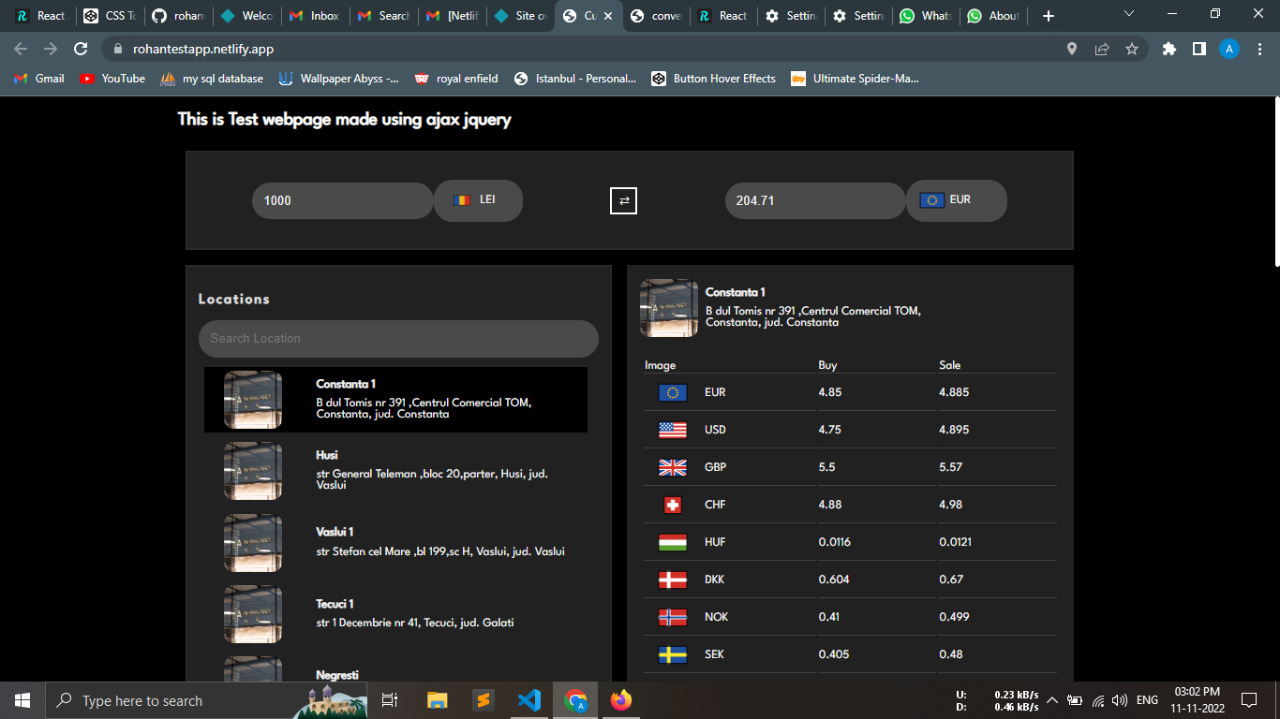 React
CSS To
rohan
Welco
Inbox
Search
[Netlif
Site ov
Cu
conve
React
Settin
Settin
Whats
About
rohantestapp.netlify.app
A
Gmail
YouTube
my sql database
Wallpaper Abyss -...
royal enfield
Istanbul - Personal...
Button Hover Effects
Ultimate Spider-Ma...
This is Test webpage made using ajax jquery
1000
LEI
⇄
204.71
EUR
Locations
Search Location
Constanta 1
B dul Tomis nr 391 ,Centrul Comercial TOM,
Constanta, jud. Constanta
Husi
str General Teleman ,bloc 20,parter, Husi, jud.
Vaslui
Vaslui 1
str Stefan cel Mare ,bl 199,sc H, Vaslui, jud. Vaslui
Tecuci 1
str 1 Decembrie nr 41, Tecuci, jud. Galati
Negresti
Constanta 1
B dul Tomis nr 391 ,Centrul Comercial TOM,
Constanta, jud. Constanta
Image Buy Sale
EUR 4.85 4.885
USD 4.75 4.895
GBP 5.5 5.57
CHF 4.88 4.98
HUF 0.0116 0.0121
DKK 0.604 0.67
NOK 0.41 0.499
SEK 0.405 0.48
Type here to search
U: 0.23 kB/s
D: 0.46 kB/s
ENG
03:02 PM
11-11-2022